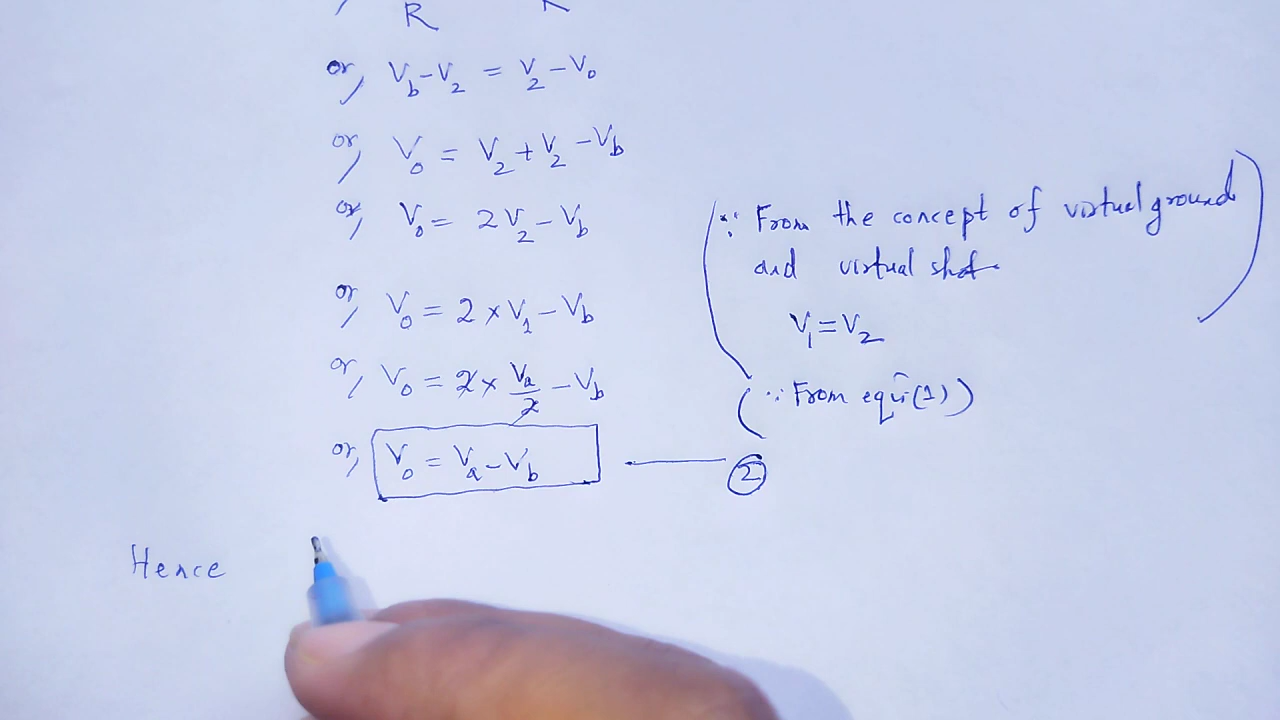 R R
or, V_b - V_2 = V_2 - V_0
or, V_0 = V_2 + V_2 - V_b
or, V_0 = 2V_2 - V_b
or, V_0 = 2 × V_1 - V_b
or, V_0 = 2 × V_a/2 - V_b
or, V_0 = V_a - V_b ——— ②
(∵ From the concept of virtual ground
and virtual short
V_1 = V_2 )
(∵ From eqn(1))
Hence